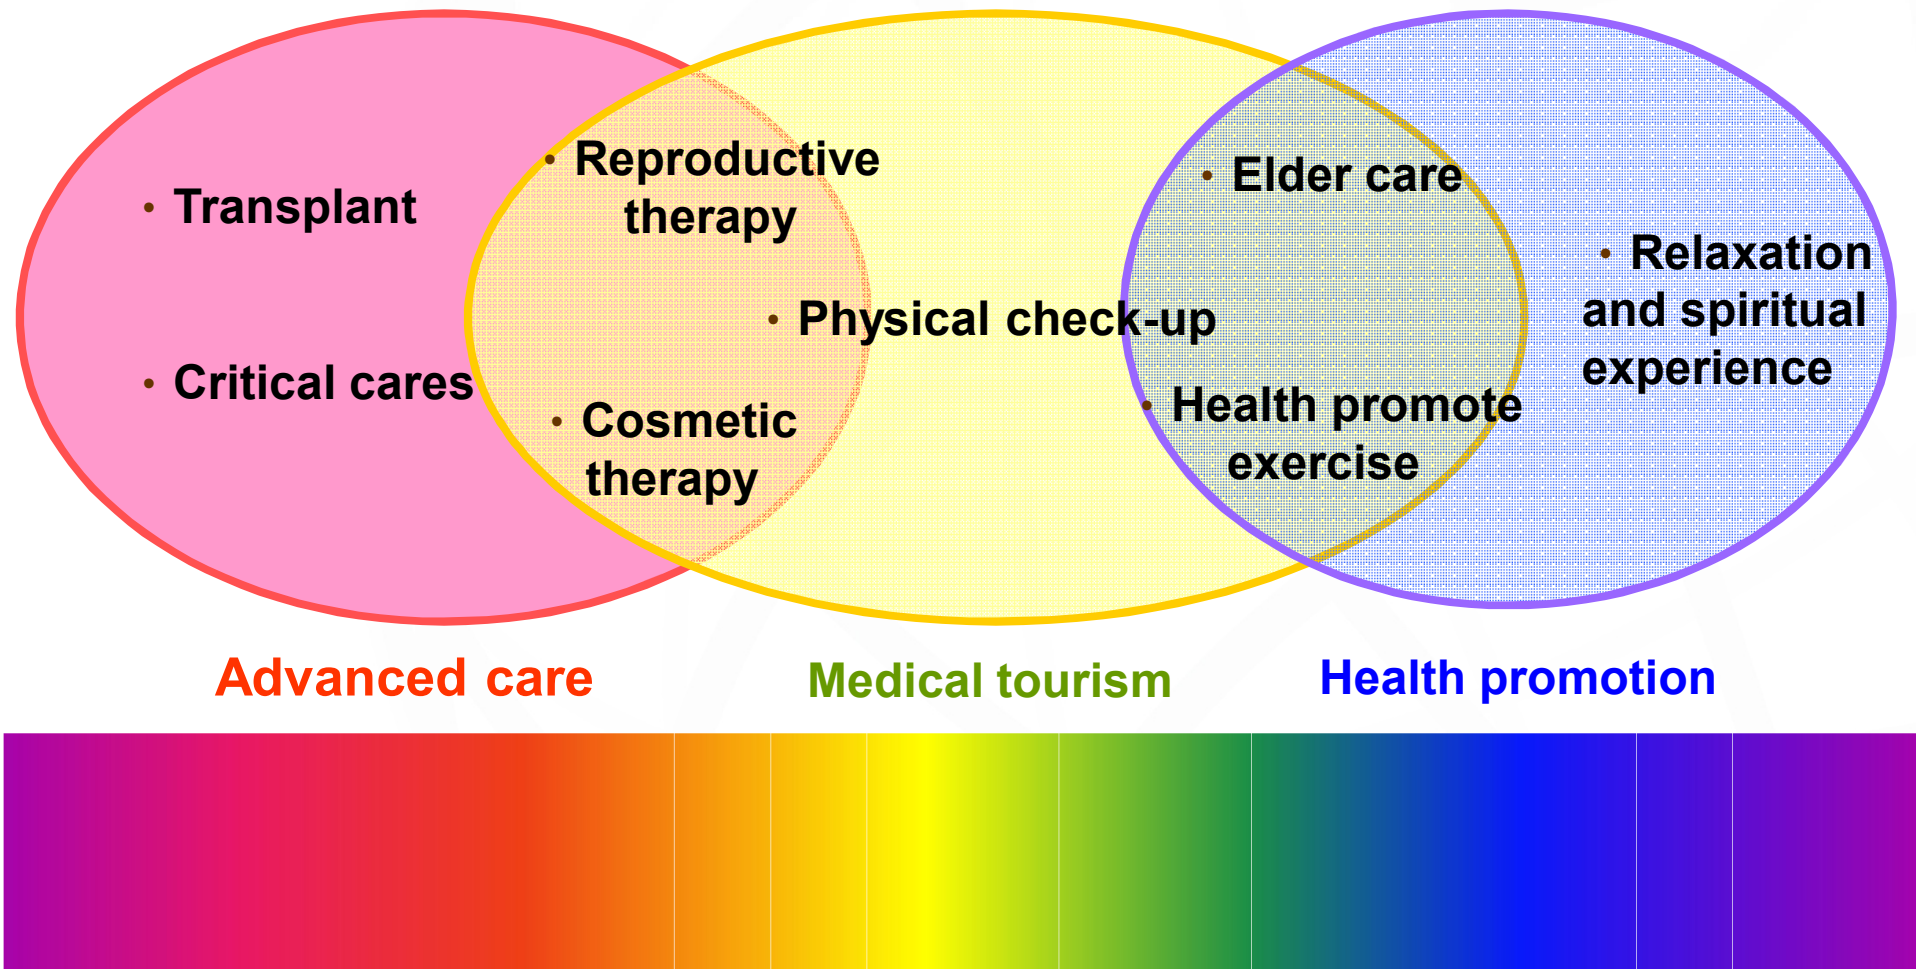 • Transplant
• Critical cares
• Reproductive
therapy
• Physical check-up
• Cosmetic
therapy
• Elder care
• Health promote
exercise
• Relaxation
and spiritual
experience
Advanced care
Medical tourism
Health promotion